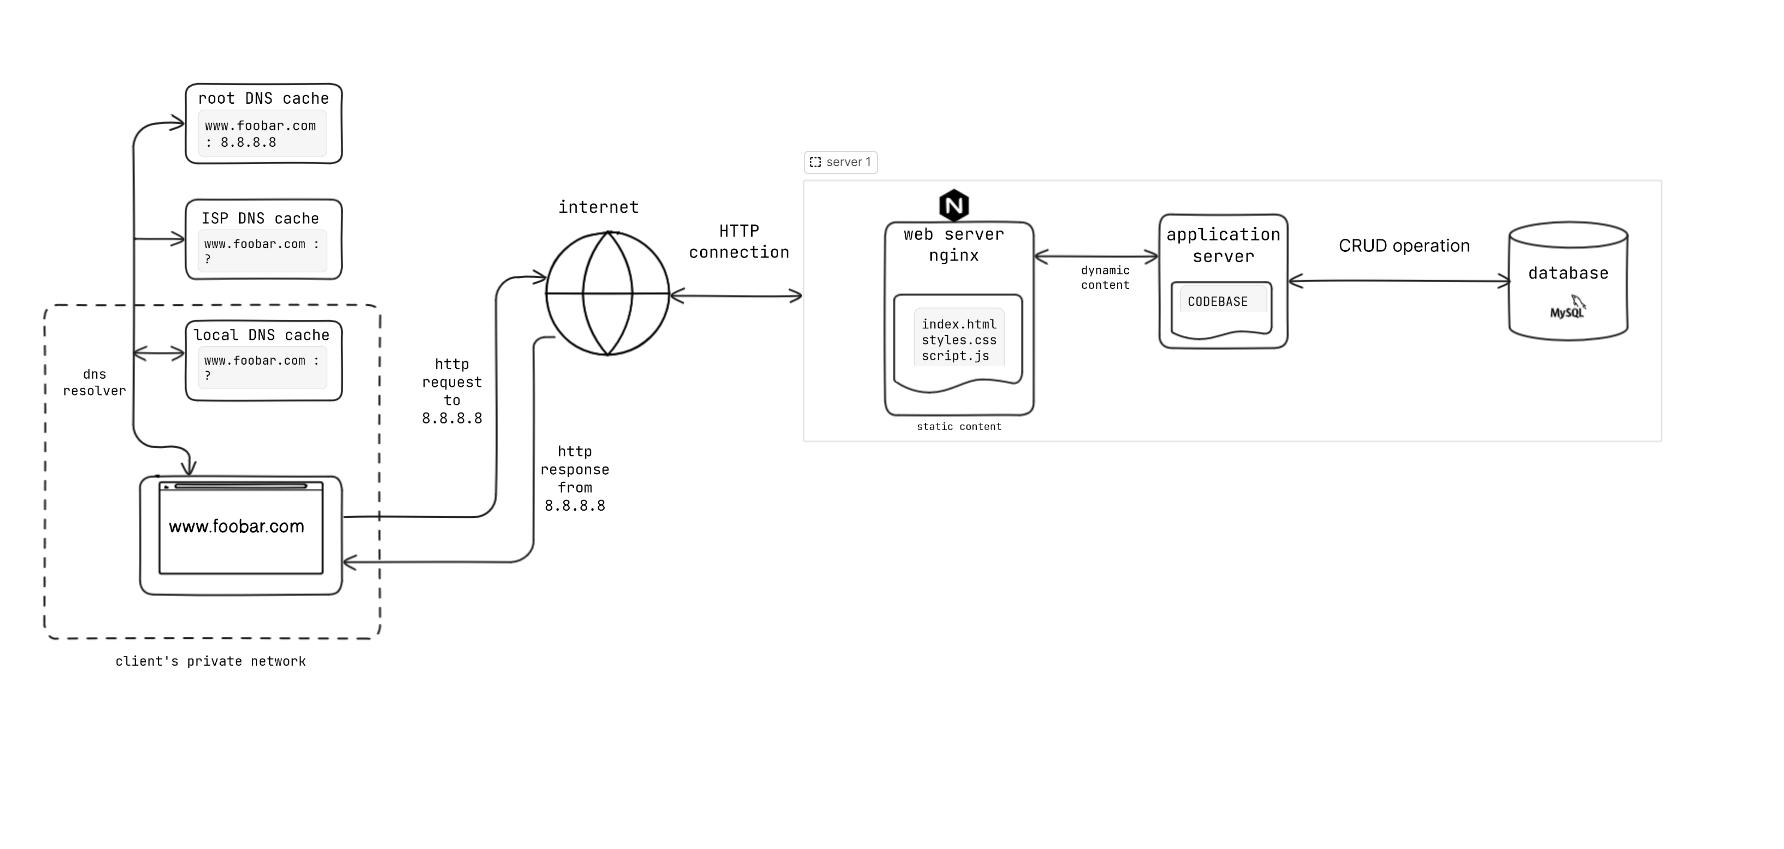 root DNS cache
www.foobar.com
: 8.8.8.8
ISP DNS cache
www.foobar.com :
?
local DNS cache
www.foobar.com :
?
dns
resolver
www.foobar.com
client's private network
http
request
to
8.8.8.8
http
response
from
8.8.8.8
internet
HTTP
connection
server 1
N
web server
nginx
index.html
styles.css
script.js
static content
dynamic
content
application
server
CODEBASE
CRUD operation
database
MySQL